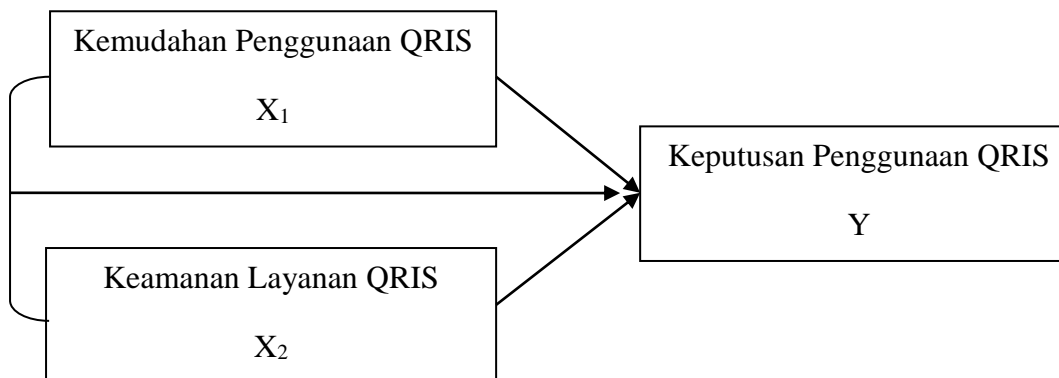 Kemudahan Penggunaan QRIS
X₁
Keputusan Penggunaan QRIS
Y
Keamanan Layanan QRIS
X₂